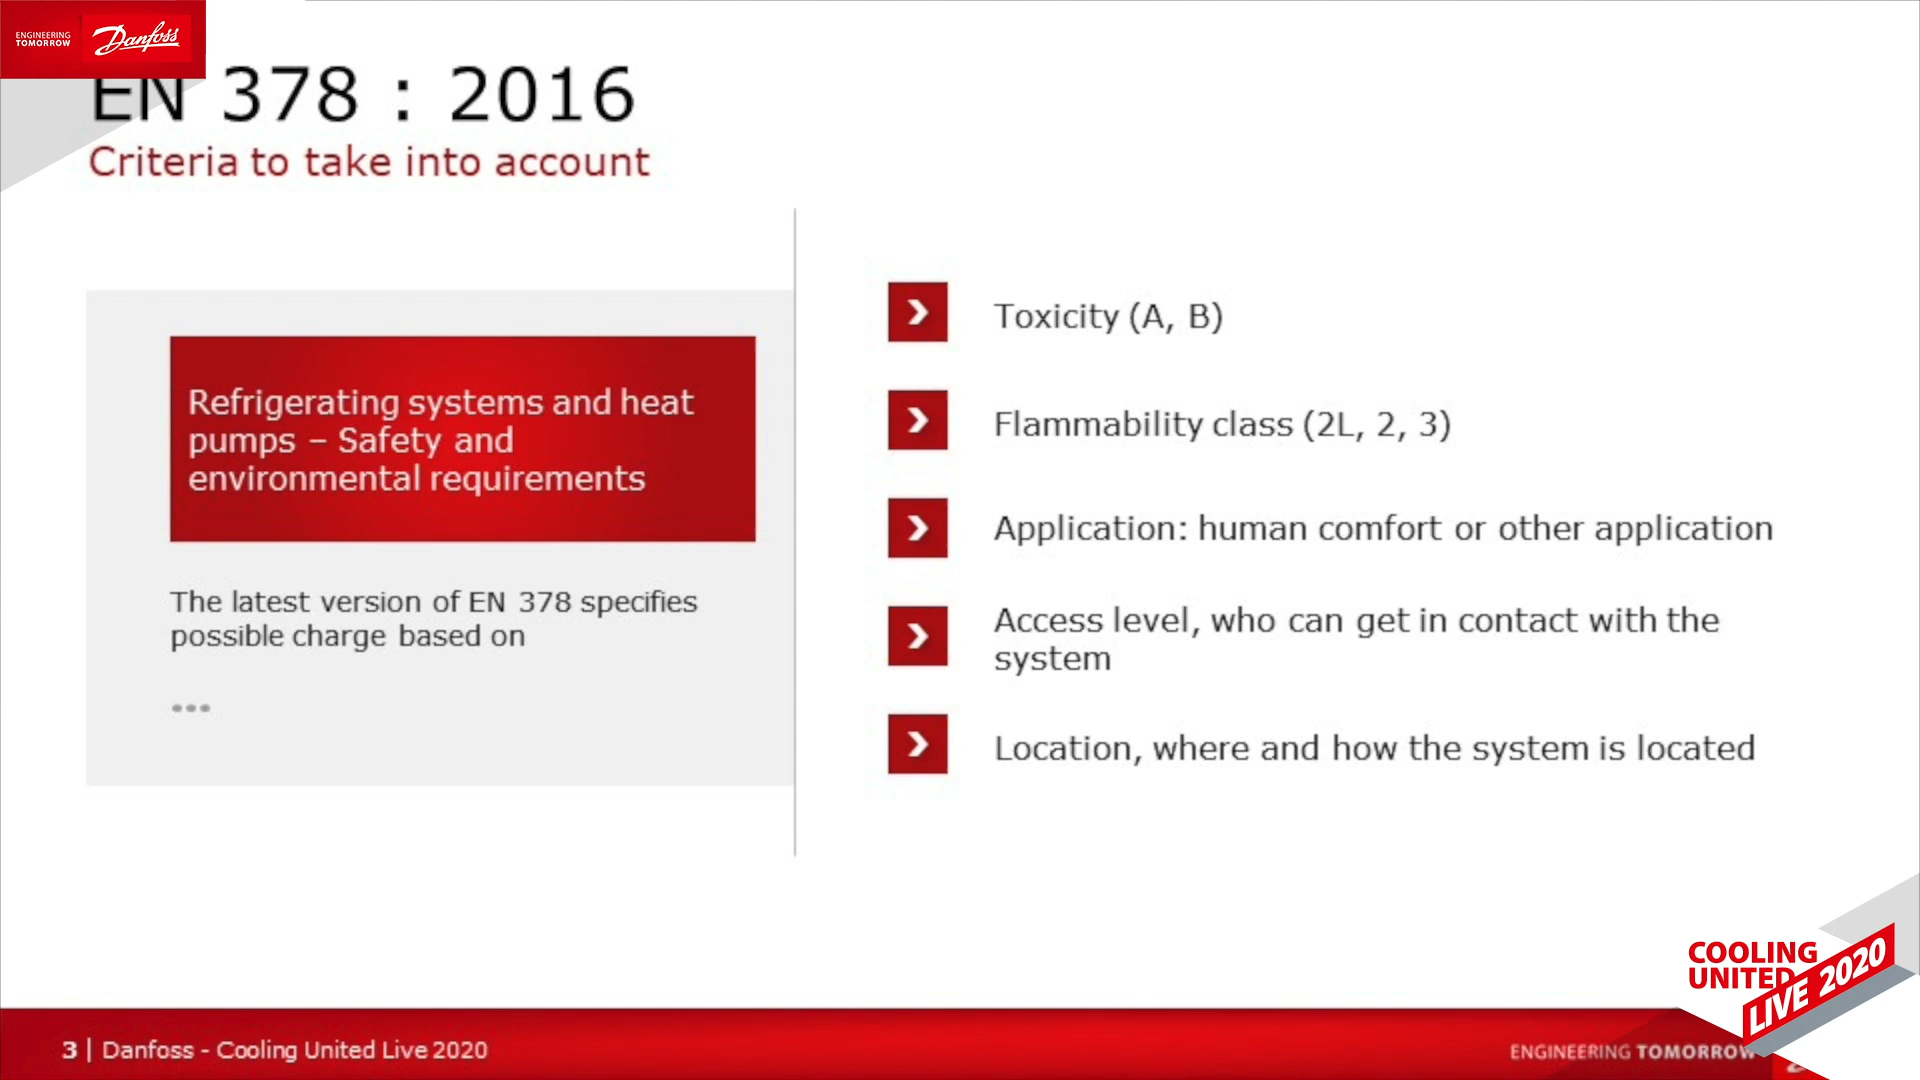 ENGINEERING
TOMORROW
Danfoss
EN 378 : 2016
Criteria to take into account
Refrigerating systems and heat
pumps – Safety and
environmental requirements
The latest version of EN 378 specifies
possible charge based on
...
Toxicity (A, B)
Flammability class (2L, 2, 3)
Application: human comfort or other application
Access level, who can get in contact with the
system
Location, where and how the system is located
COOLING
UNITED
LIVE 2020
3 | Danfoss - Cooling United Live 2020
ENGINEERING TOMORROW